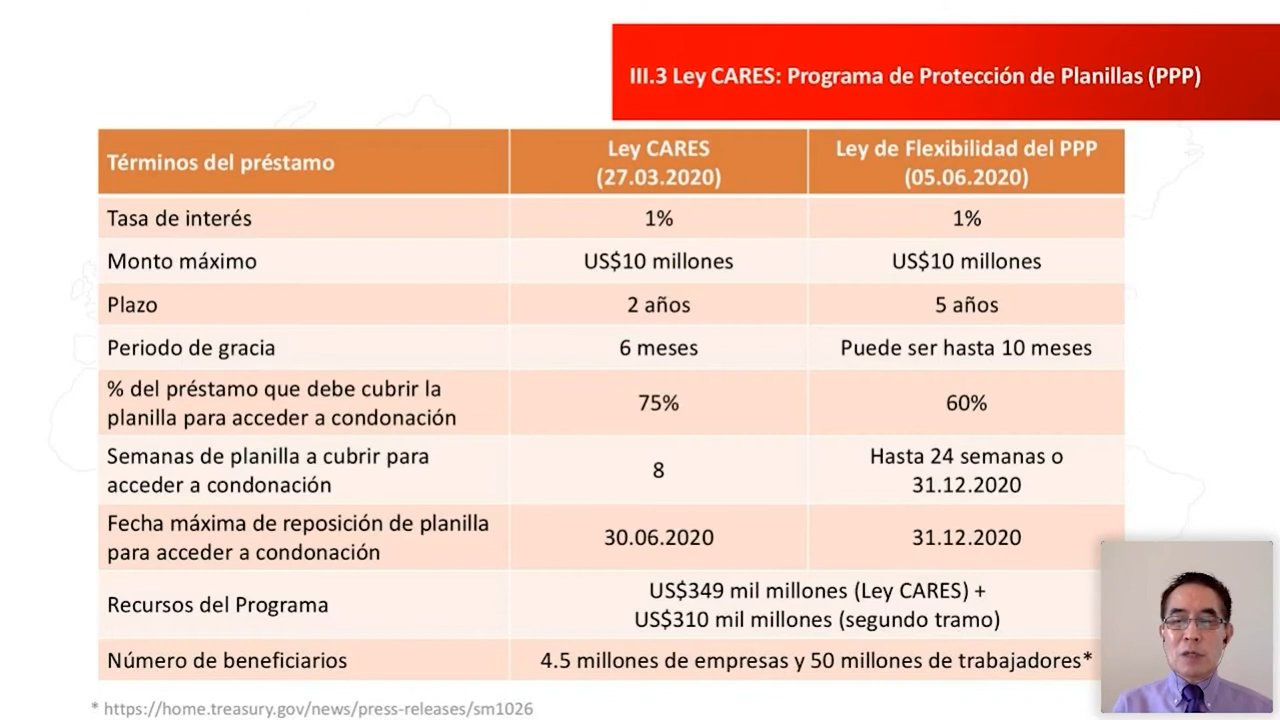 III.3 Ley CARES: Programa de Protección de Planillas (PPP)
Términos del préstamo
Ley CARES
(27.03.2020)
Ley de Flexibilidad del PPP
(05.06.2020)
Tasa de interés
1%
1%
Monto máximo
US$10 millones
US$10 millones
Plazo
2 años
5 años
Periodo de gracia
6 meses
Puede ser hasta 10 meses
% del préstamo que debe cubrir la
planilla para acceder a condonación
75%
60%
Semanas de planilla a cubrir para
acceder a condonación
8
Hasta 24 semanas o
31.12.2020
Fecha máxima de reposición de planilla
para acceder a condonación
30.06.2020
31.12.2020
Recursos del Programa
US$349 mil millones (Ley CARES) +
US$310 mil millones (segundo tramo)
Número de beneficiarios
4.5 millones de empresas y 50 millones de trabajadores*
* https://home.treasury.gov/news/press-releases/sm1026